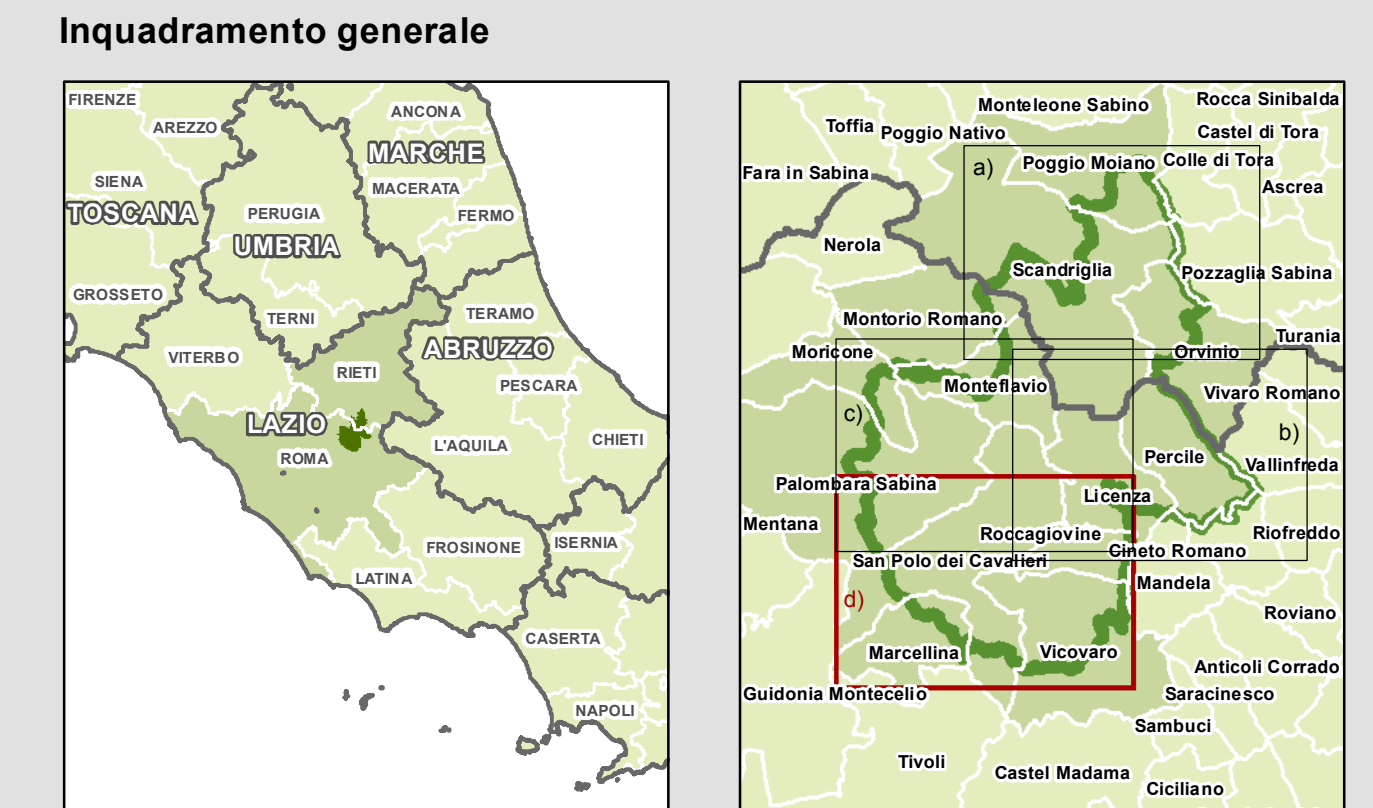 Inquadramento generale
FIRENZE
AREZZO
ANCONA
MARCHE
SIENA
MACERATA
TOSCANA
PERUGIA
FERMO
UMBRIA
GROSSETO
TERNI
TERAMO
VITERBO
ABRUZZO
RIETI
PESCARA
LAZIO
L'AQUILA
CHIETI
ROMA
FROSINONE
ISERNIA
LATINA
CASERTA
NAPOLI
Monteleone Sabino
Rocca Sinibalda
Toffia
Poggio Nativo
Castel di Tora
a)
Poggio Moiano
Colle di Tora
Fara in Sabina
Ascrea
Nerola
Scandriglia
Pozzaglia Sabina
Montorio Romano
Turania
Moricone
Orvinio
Monteflavio
Vivaro Romano
c)
b)
Percile
Vallinfreda
Palombara Sabina
Licenza
Mentana
Roccagiovine
Riofreddo
Cineto Romano
San Polo dei Cavalieri
Mandela
d)
Roviano
Marcellina
Vicovaro
Anticoli Corrado
Guidonia Montecelio
Saracinesco
Sambuci
Tivoli
Castel Madama
Ciciliano